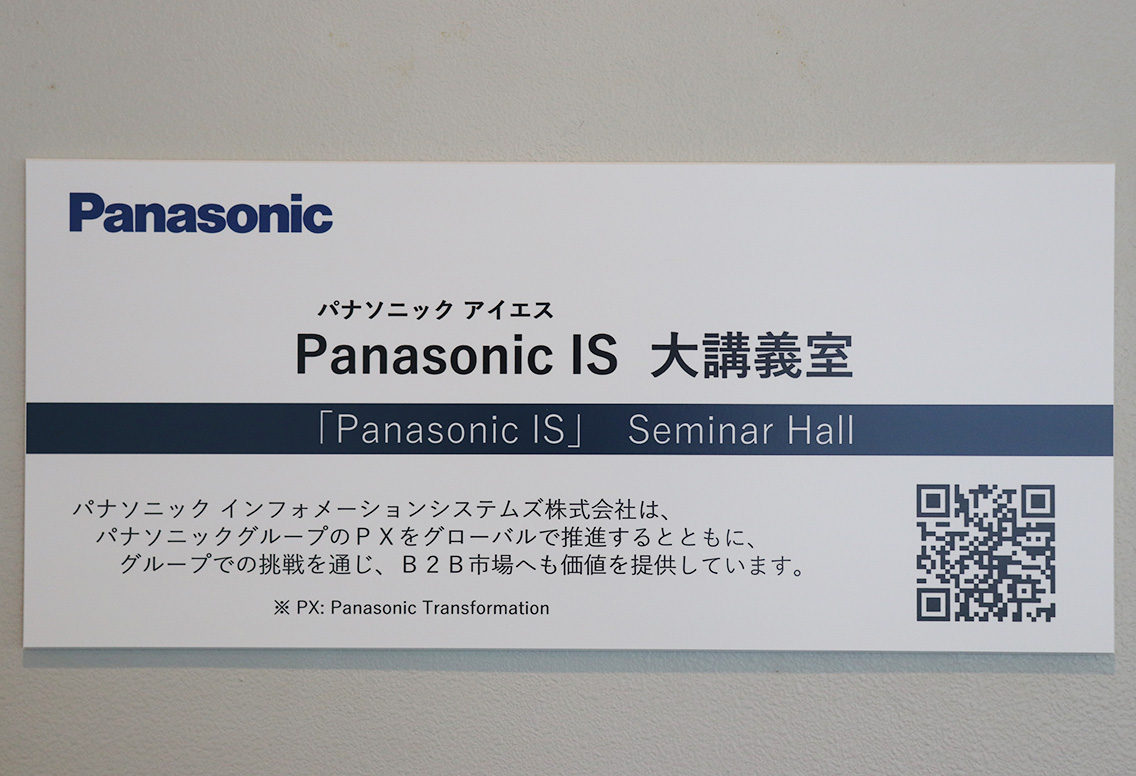 Panasonic
パナソニック アイエス
Panasonic IS 大講義室
「Panasonic IS」 Seminar Hall
パナソニック インフォメーションシステムズ株式会社は、
パナソニックグループのＰＸをグローバルで推進するとともに、
グループでの挑戦を通じ、Ｂ２Ｂ市場へも価値を提供しています。
※ PX: Panasonic Transformation